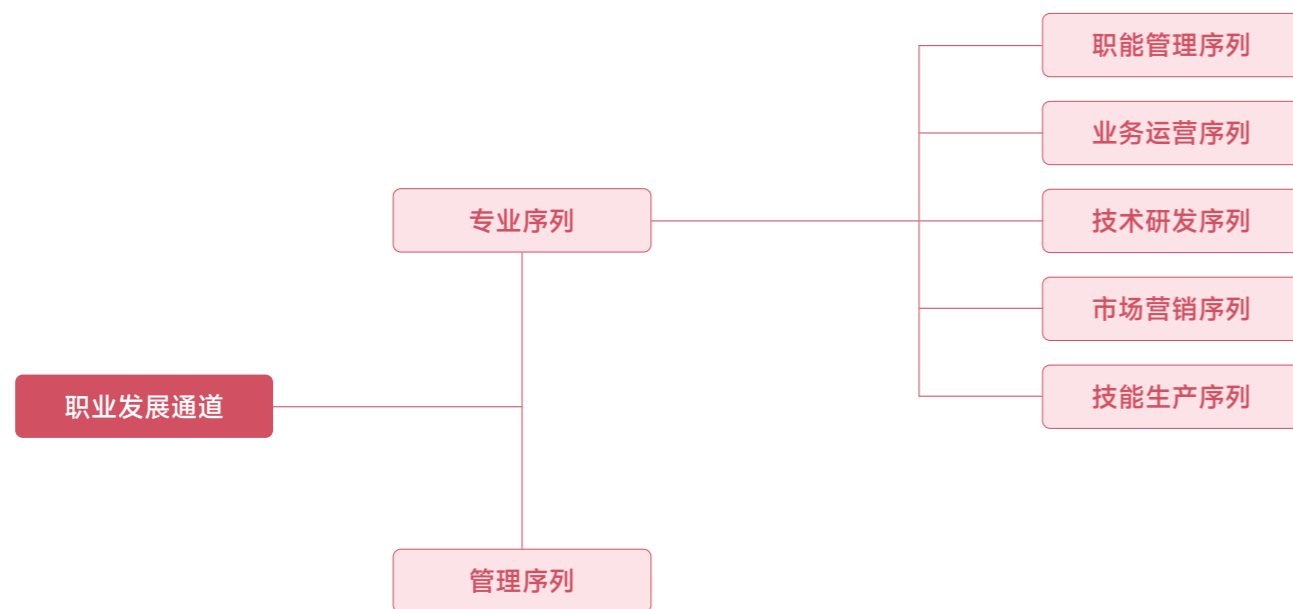 职能管理序列
业务运营序列
专业序列
技术研发序列
市场营销序列
职业发展通道
技能生产序列
管理序列